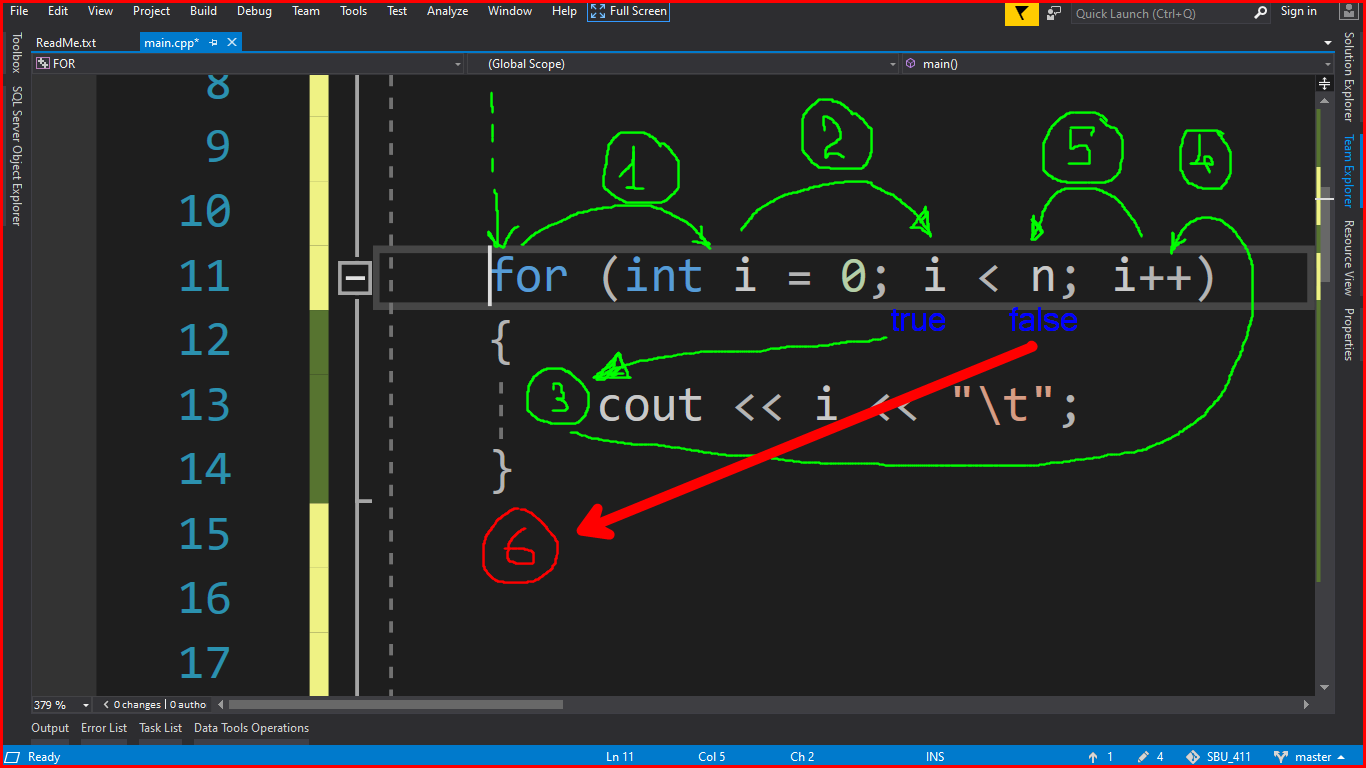 File Edit View Project Build Debug Team Tools Test Analyze Window Help Full Screen Quick Launch (Ctrl+Q) Sign in
ReadMe.txt main.cpp*
FOR (Global Scope) main()
Toolbox
SQL Server Object Explorer
8
9
10
1 2 5 4
11 for (int i = 0; i < n; i++)
true false
12 {
13 3 cout << i << "\t";
14 }
15
6
16
17
Solution Explorer
Team Explorer
Resource View
Properties
379 % 0 changes | 0 autho
Output Error List Task List Data Tools Operations
Ready Ln 11 Col 5 Ch 2 INS 1 4 SBU_411 master